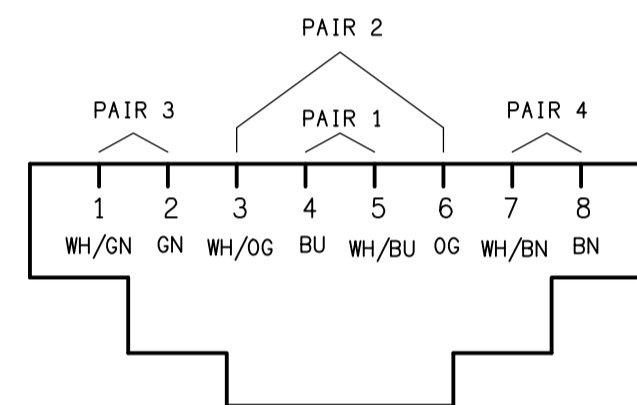 PAIR 2
PAIR 3 PAIR 1 PAIR 4
1 2 3 4 5 6 7 8
WH/GN GN WH/OG BU WH/BU OG WH/BN BN